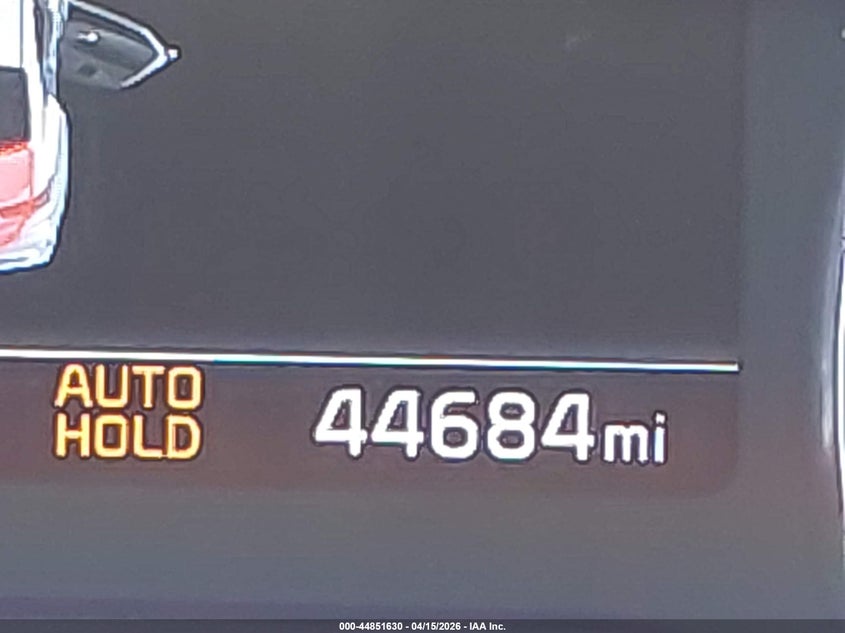 AUTO
HOLD
44684mi
000-44851630 - 04/15/2026 - IAA Inc.